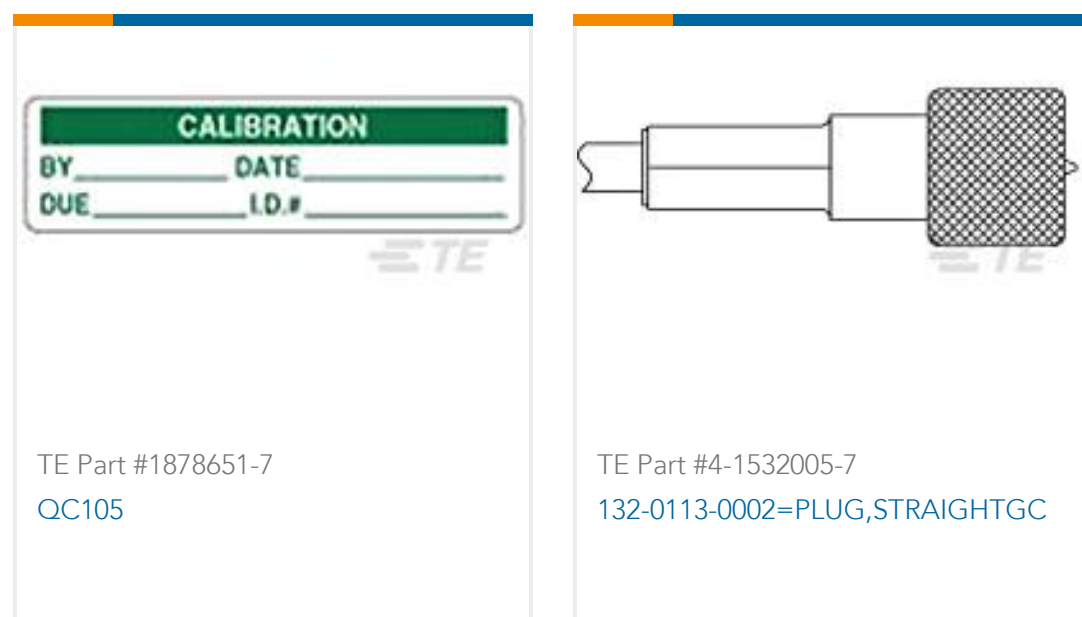 CALIBRATION
BY DATE
DUE I.D.#
TE
TE Part #1878651-7
QC105
TE
TE Part #4-1532005-7
132-0113-0002=PLUG,STRAIGHTGC